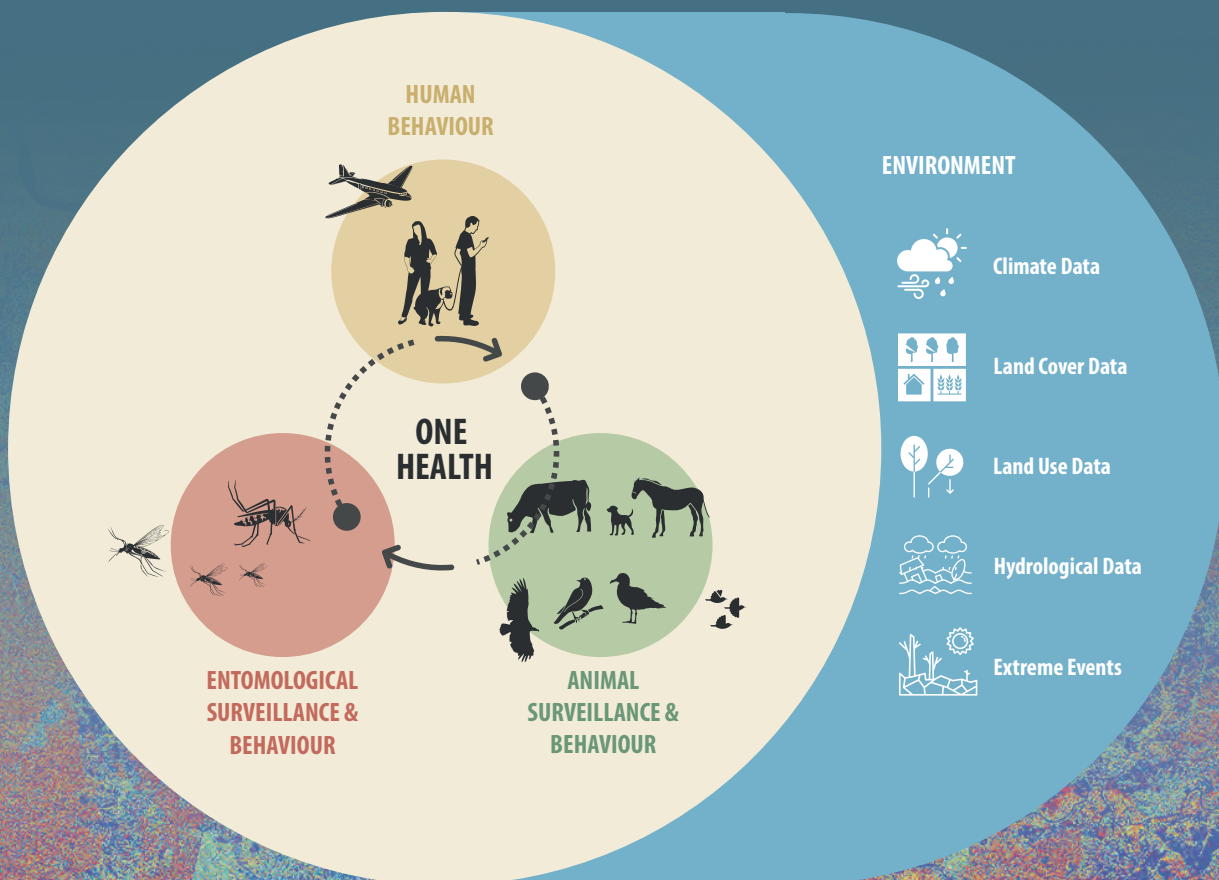 HUMAN
BEHAVIOUR
ONE
HEALTH
ENTOMOLOGICAL
SURVEILLANCE &
BEHAVIOUR
ANIMAL
SURVEILLANCE &
BEHAVIOUR
ENVIRONMENT
Climate Data
Land Cover Data
Land Use Data
Hydrological Data
Extreme Events